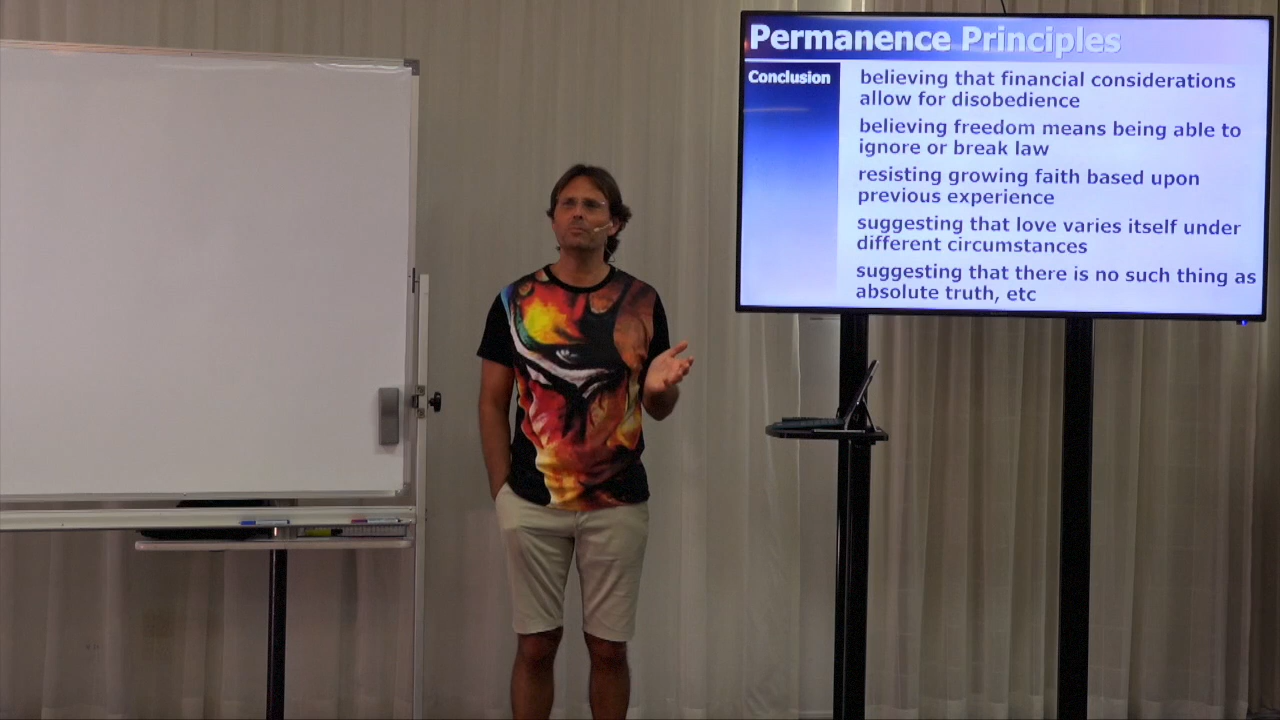 Permanence Principles
Conclusion
believing that financial considerations
allow for disobedience
believing freedom means being able to
ignore or break law
resisting growing faith based upon
previous experience
suggesting that love varies itself under
different circumstances
suggesting that there is no such thing as
absolute truth, etc